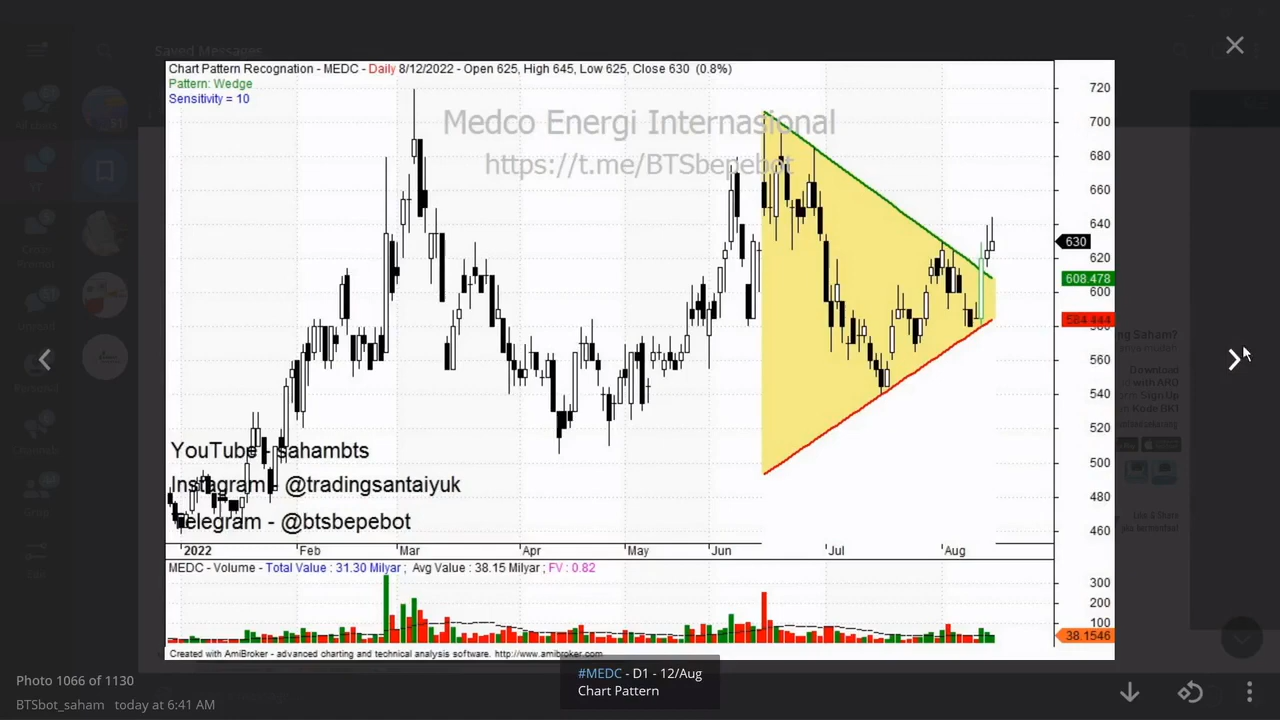 Saved Messages
Chart Pattern Recognation - MEDC - Daily 8/12/2022 - Open 625, High 645, Low 625, Close 630 (0.8%)
Pattern: Wedge
Sensitivity = 10
Medco Energi Internasional
https://t.me/BTSbepebot
720
700
680
660
640
630
620
608.478
600
584.444
580
560
540
520
500
480
460
YouTube - sahambts
Instagram - @tradingsantaiyuk
Telegram - @btsbepebot
2022 Feb Mar Apr May Jun Jul Aug
MEDC - Volume - Total Value : 31.30 Milyar ; Avg Value : 38.15 Milyar ; FV : 0.82
300
200
100
38.1546
Created with AmiBroker - advanced charting and technical analysis software. http://www.amibroker.com
#MEDC - D1 - 12/Aug
Chart Pattern
Photo 1066 of 1130
BTSbot_saham today at 6:41 AM